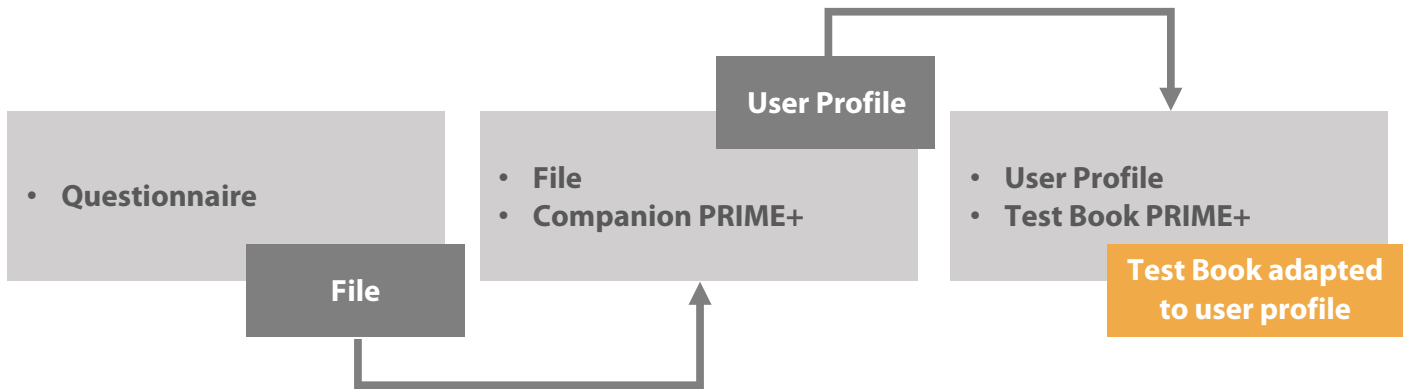 • Questionnaire
File
User Profile
• File
• Companion PRIME+
• User Profile
• Test Book PRIME+
Test Book adapted
to user profile